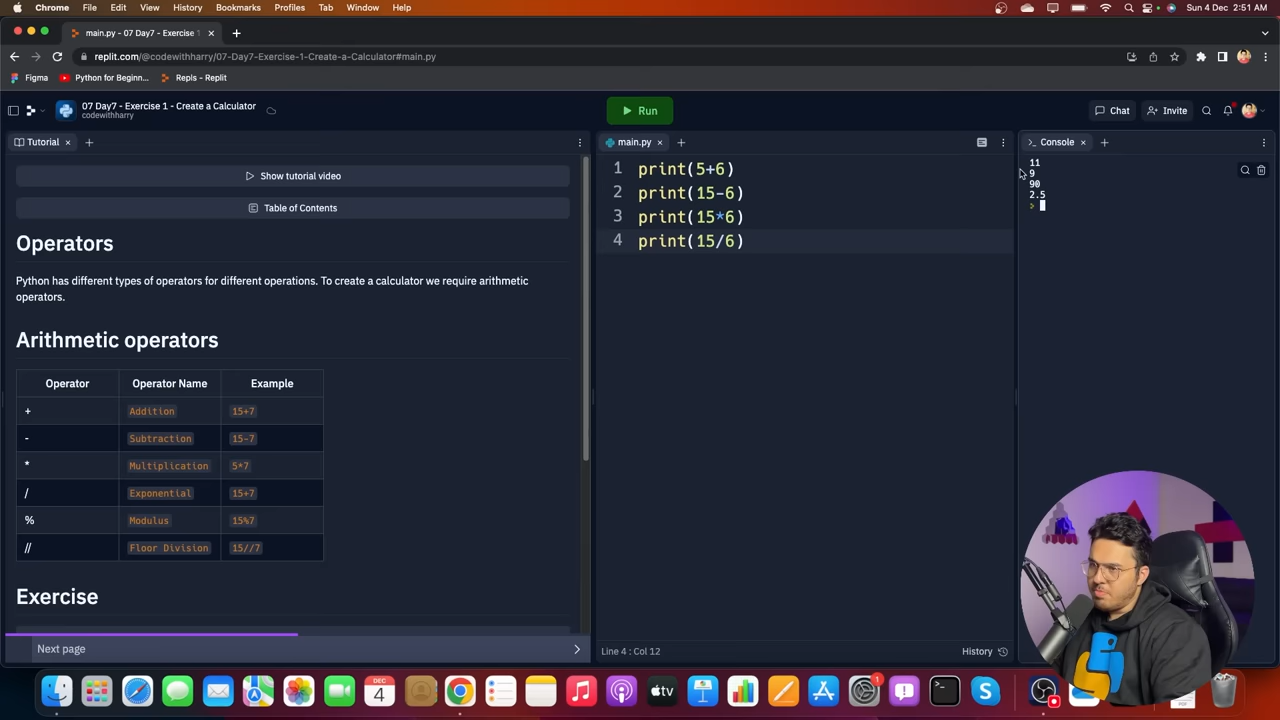 Chrome File Edit View History Bookmarks Profiles Tab Window Help Sun 4 Dec 2:51 AM
main.py - 07 Day7 - Exercise 1
replit.com/@codewithharry/07-Day7-Exercise-1-Create-a-Calculator#main.py
Figma Python for Beginn... Repls - Replit
07 Day7 - Exercise 1 - Create a Calculator
codewithharry
Run
Chat Invite
Tutorial
Show tutorial video
Table of Contents
Operators
Python has different types of operators for different operations. To create a calculator we require arithmetic
operators.
Arithmetic operators
Operator Operator Name Example
+ Addition 15+7
- Subtraction 15-7
* Multiplication 5*7
/ Exponential 15+7
% Modulus 15%7
// Floor Division 15//7
Exercise
Next page
main.py
1 print(5+6)
2 print(15-6)
3 print(15*6)
4 print(15/6)
Line 4 : Col 12 History
Console
11
9
90
2.5
>
DEC
4
tv
1
PDF